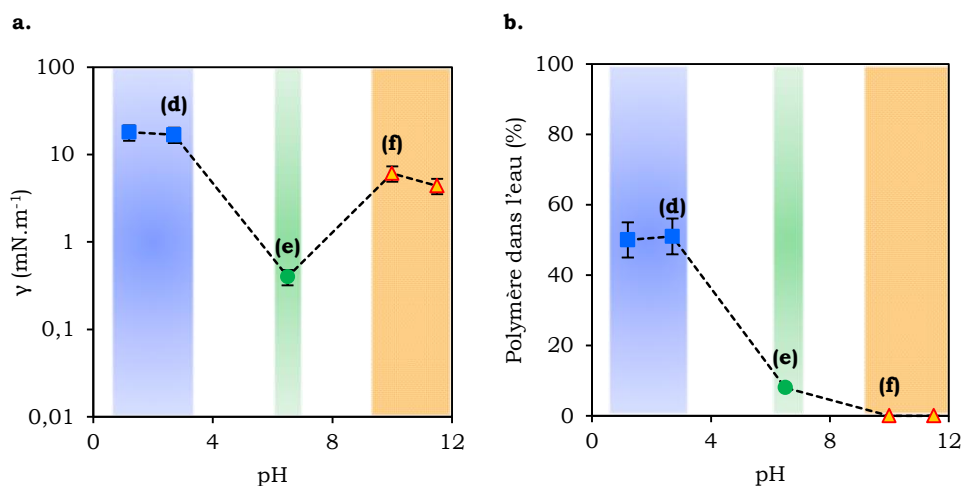 a.
γ (mN.m⁻¹)
100
10
1
0,1
0,01
(d)
(e)
(f)
0
4
8
12
pH
b.
Polymère dans l'eau (%)
100
80
60
40
20
0
(d)
(e)
(f)
0
4
8
12
pH